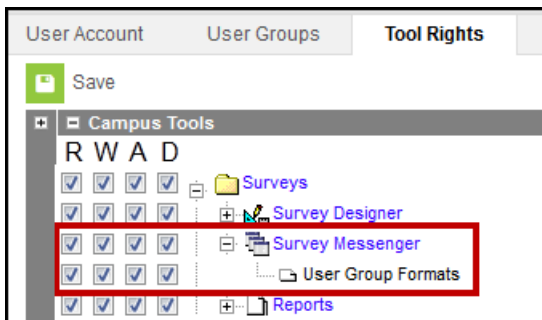 User Account User Groups Tool Rights
Save
Campus Tools
R W A D
Surveys
Survey Designer
Survey Messenger
User Group Formats
Reports